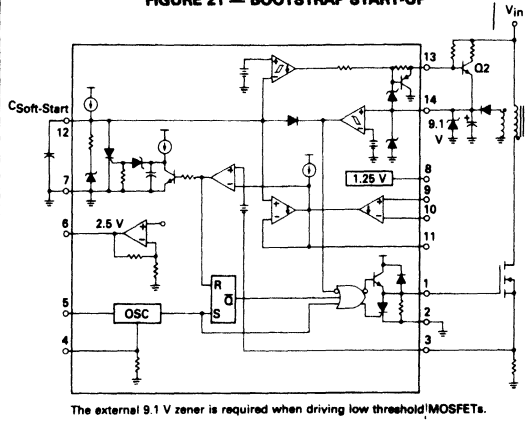 FIGURE 21 — BOOTSTRAP START-UP
Vin
13
Q2
CSoft-Start
12
14
9.1
V
7
8
1.25 V
9
10
6
2.5 V
11
R
Q
S
1
5
OSC
2
4
3
The external 9.1 V zener is required when driving low threshold MOSFETs.